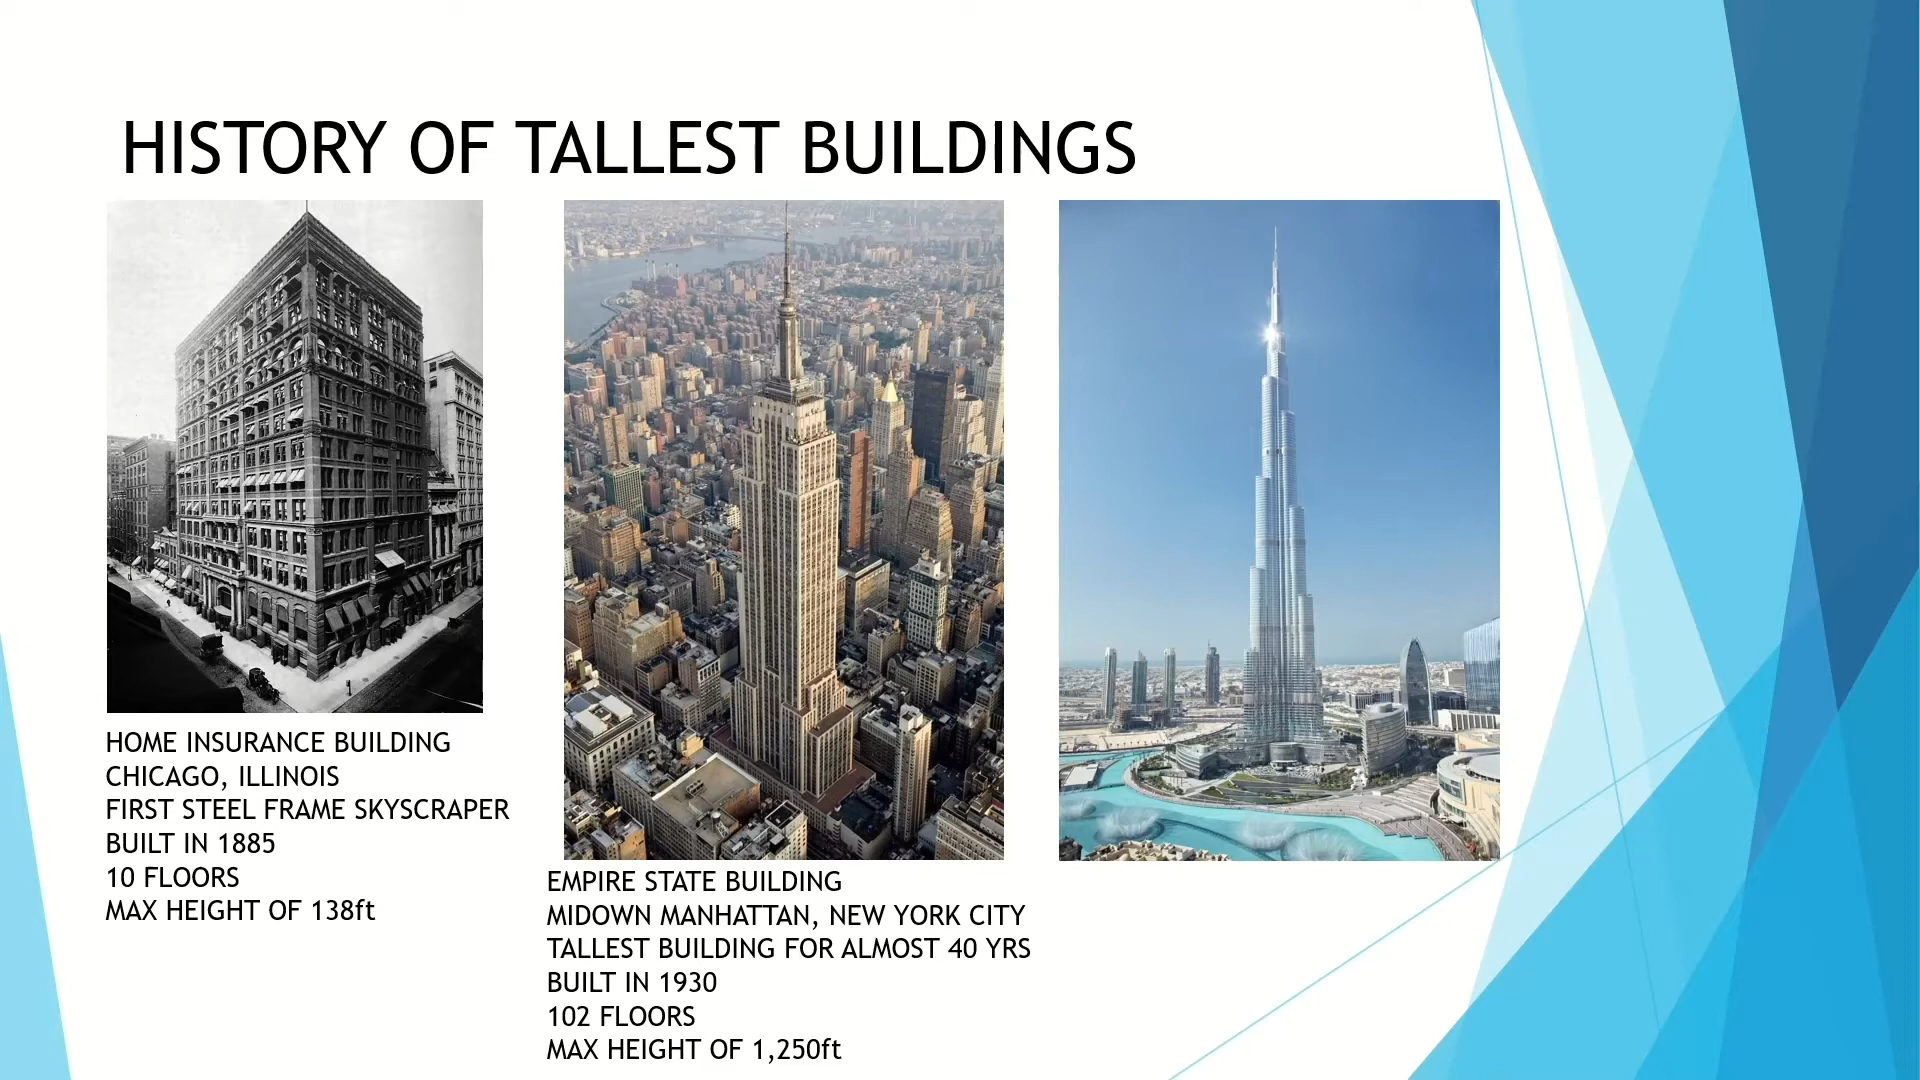 HISTORY OF TALLEST BUILDINGS
HOME INSURANCE BUILDING
CHICAGO, ILLINOIS
FIRST STEEL FRAME SKYSCRAPER
BUILT IN 1885
10 FLOORS
MAX HEIGHT OF 138ft
EMPIRE STATE BUILDING
MIDOWN MANHATTAN, NEW YORK CITY
TALLEST BUILDING FOR ALMOST 40 YRS
BUILT IN 1930
102 FLOORS
MAX HEIGHT OF 1,250ft